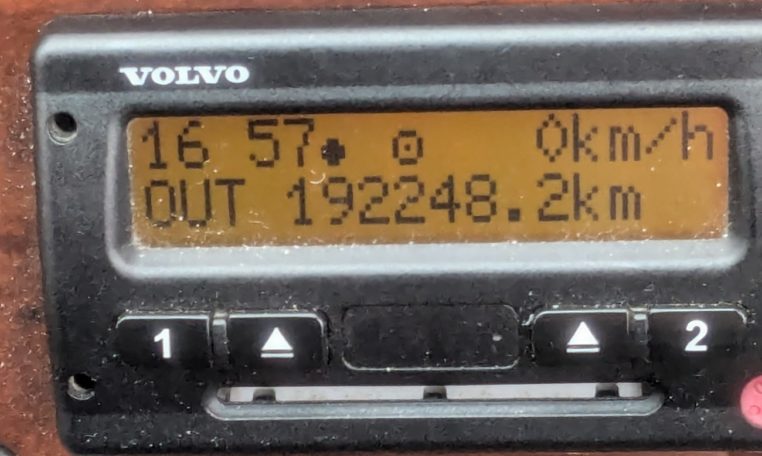 VOLVO
16 57● ⊙ 0km/h
OUT 192248.2km
1 ▲ ▲ 2